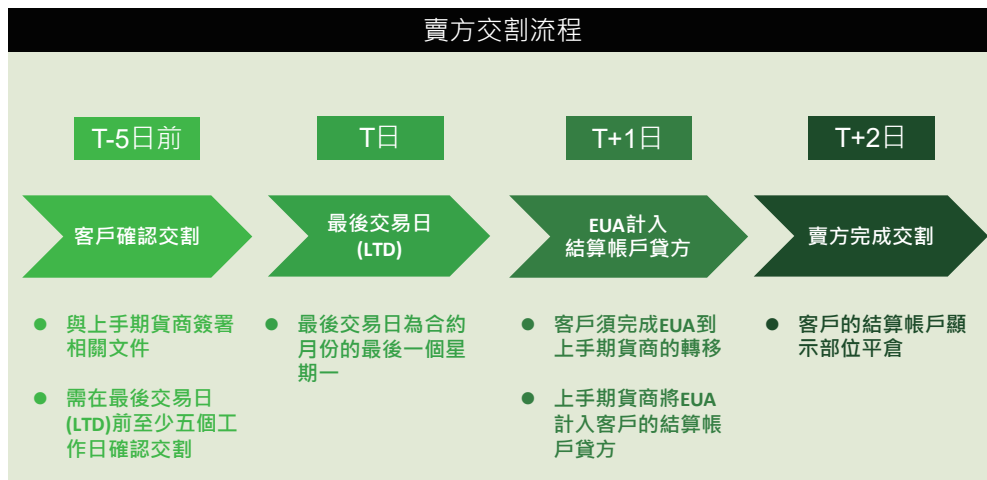 賣方交割流程
T-5日前
T日
T+1日
T+2日
客戶確認交割
最後交易日
(LTD)
EUA計入
結算帳戶貸方
賣方完成交割
● 與上手期貨商簽署
相關文件
● 需在最後交易日
(LTD)前至少五個工
作日確認交割
● 最後交易日為合約
月份的最後一個星
期一
● 客戶須完成EUA到
上手期貨商的轉移
● 上手期貨商將EUA
計入客戶的結算帳
戶貸方
● 客戶的結算帳戶顯
示部位平倉